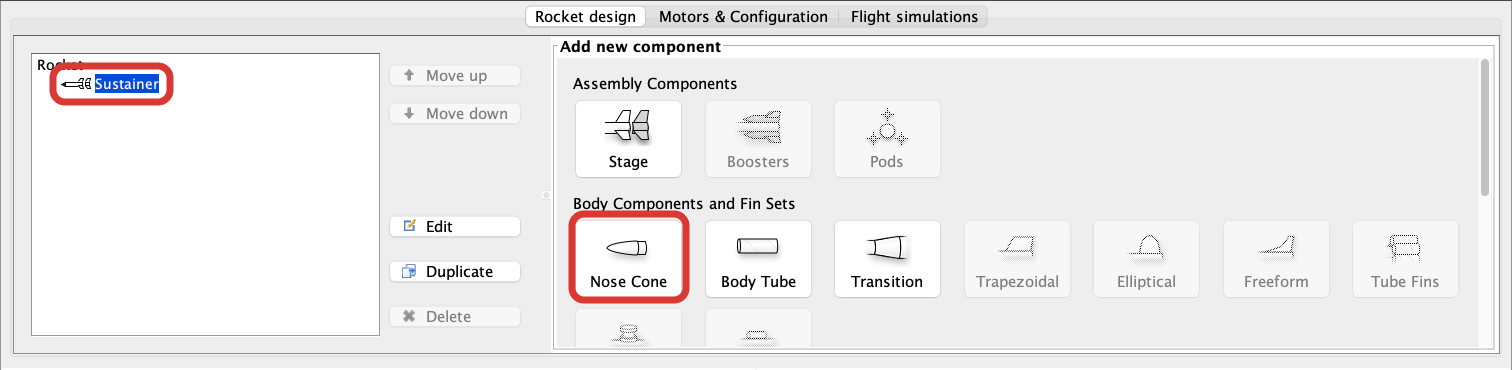 Rocket design Motors & Configuration Flight simulations
Rocket
Sustainer
Move up
Move down
Edit
Duplicate
Delete
Add new component
Assembly Components
Stage Boosters Pods
Body Components and Fin Sets
Nose Cone Body Tube Transition Trapezoidal Elliptical Freeform Tube Fins